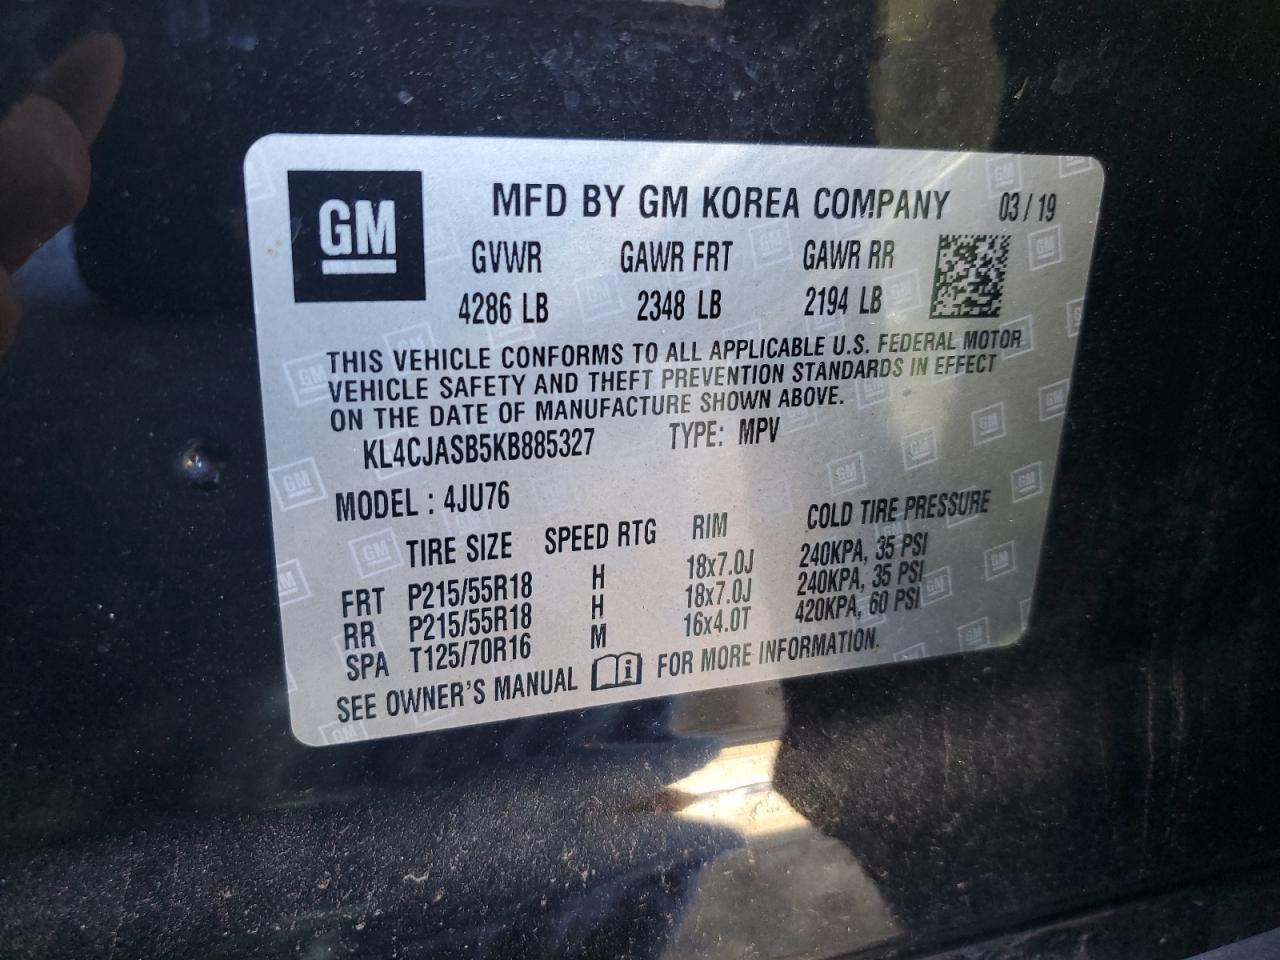 GM
MFD BY GM KOREA COMPANY 03/19
GVWR GAWR FRT GAWR RR
4286 LB 2348 LB 2194 LB
THIS VEHICLE CONFORMS TO ALL APPLICABLE U.S. FEDERAL MOTOR
VEHICLE SAFETY AND THEFT PREVENTION STANDARDS IN EFFECT
ON THE DATE OF MANUFACTURE SHOWN ABOVE.
KL4CJASB5KB885327 TYPE: MPV
MODEL : 4JU76
TIRE SIZE SPEED RTG RIM COLD TIRE PRESSURE
FRT P215/55R18 H 18x7.0J 240KPA, 35 PSI
RR P215/55R18 H 18x7.0J 240KPA, 35 PSI
SPA T125/70R16 M 16x4.0T 420KPA, 60 PSI
SEE OWNER'S MANUAL FOR MORE INFORMATION.